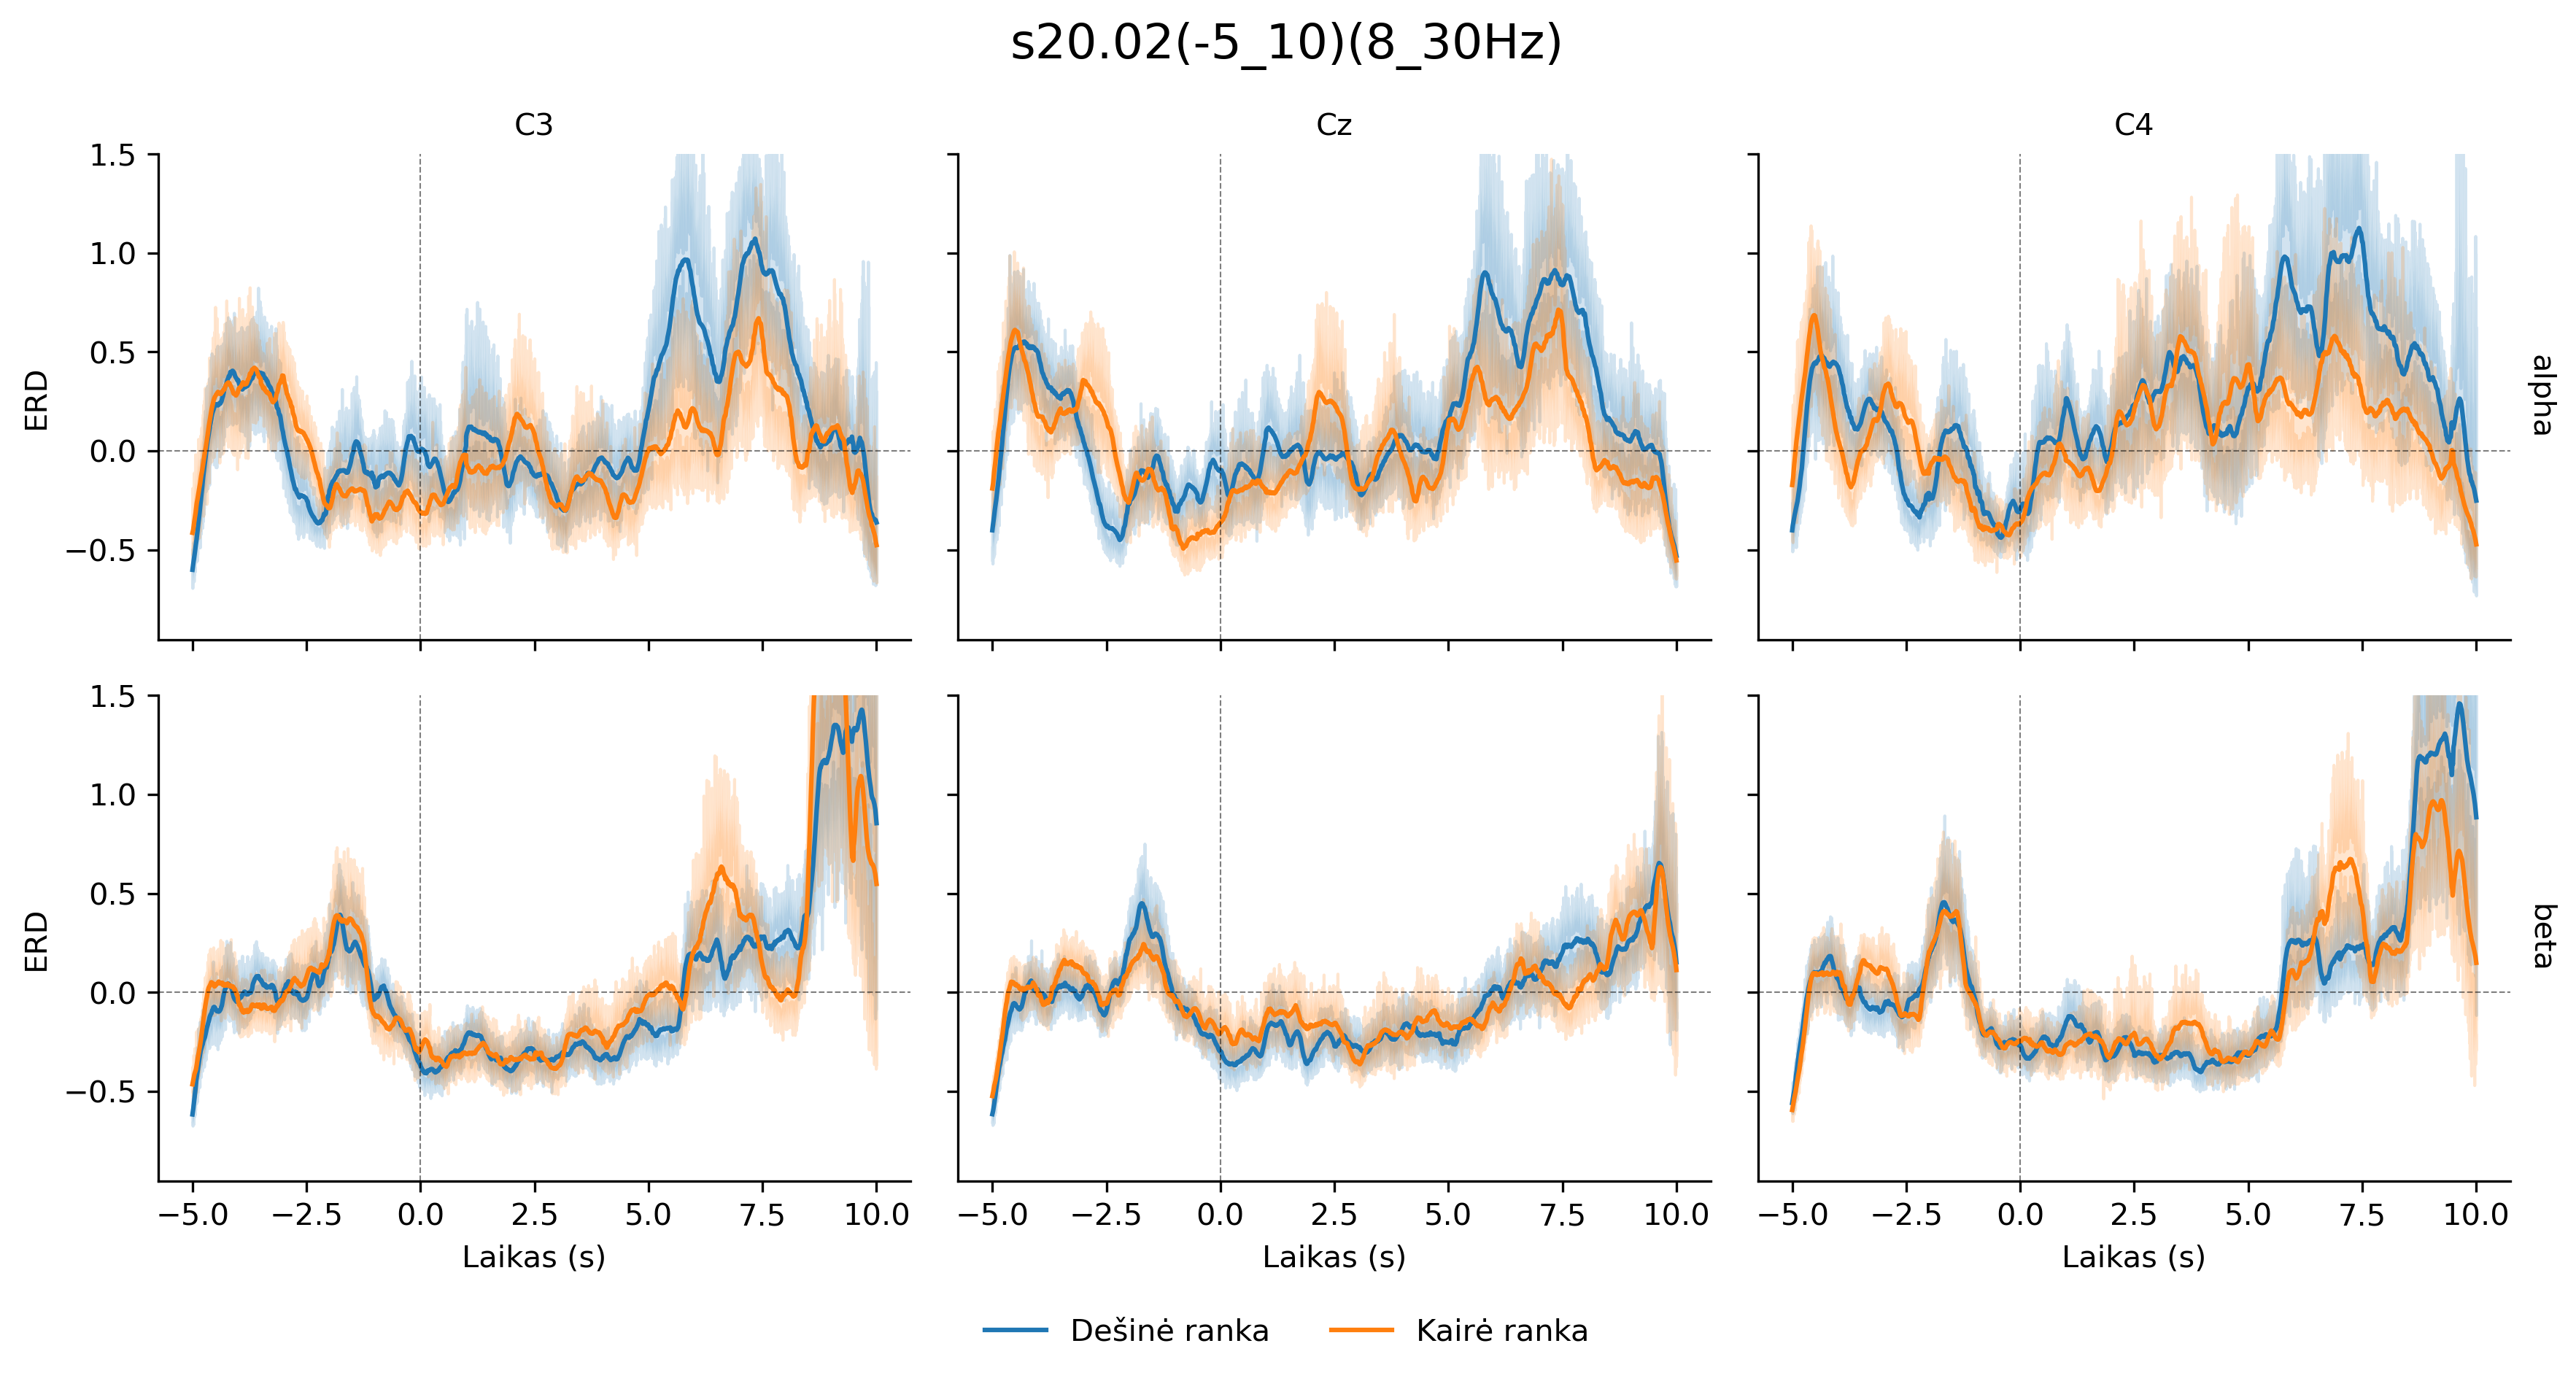 s20.02(-5_10)(8_30Hz)
C3 Cz C4
1.5
1.0
0.5
0.0
−0.5
ERD
alpha
1.5
1.0
0.5
0.0
−0.5
ERD
beta
−5.0 −2.5 0.0 2.5 5.0 7.5 10.0 −5.0 −2.5 0.0 2.5 5.0 7.5 10.0 −5.0 −2.5 0.0 2.5 5.0 7.5 10.0
Laikas (s) Laikas (s) Laikas (s)
Dešinė ranka Kairė ranka